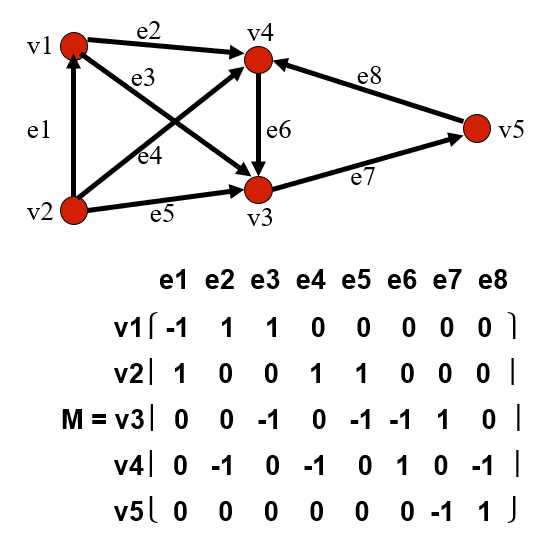 e2
v4
v1
e3
e8
e1
e6
v5
e4
e7
v2
e5
v3
e1 e2 e3 e4 e5 e6 e7 e8
v1⎧ -1 1 1 0 0 0 0 0 ⎫
v2| 1 0 0 1 1 0 0 0 |
M = v3| 0 0 -1 0 -1 -1 1 0 |
v4| 0 -1 0 -1 0 1 0 -1 |
v5⎩ 0 0 0 0 0 0 -1 1 ⎭